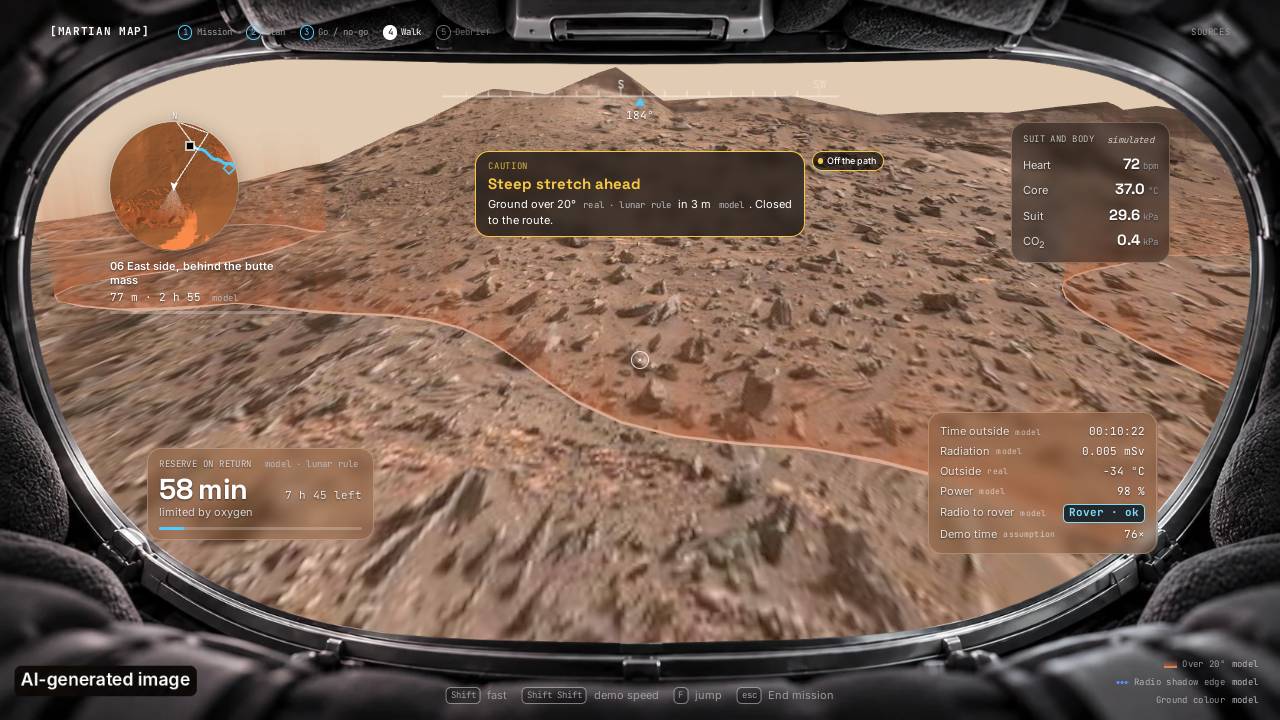 [MARTIAN MAP]
1 Mission
2
3 Go / no-go
4 Walk
5 Debrief
SOURCES
S
SW
184°
N
06 East side, behind the butte
mass
77 m · 2 h 55 model
CAUTION
Steep stretch ahead
Ground over 20° real · lunar rule in 3 m model . Closed
to the route.
Off the path
SUIT AND BODY simulated
Heart 72 bpm
Core 37.0 °C
Suit 29.6 kPa
CO2 0.4 kPa
RESERVE ON RETURN model · lunar rule
58 min 7 h 45 left
limited by oxygen
Time outside model 00:10:22
Radiation model 0.005 mSv
Outside real -34 °C
Power model 98 %
Radio to rover model Rover · ok
Demo time assumption 76×
AI-generated image
Shift fast Shift Shift demo speed F jump esc End mission
Over 20° model
Radio shadow edge model
Ground colour model